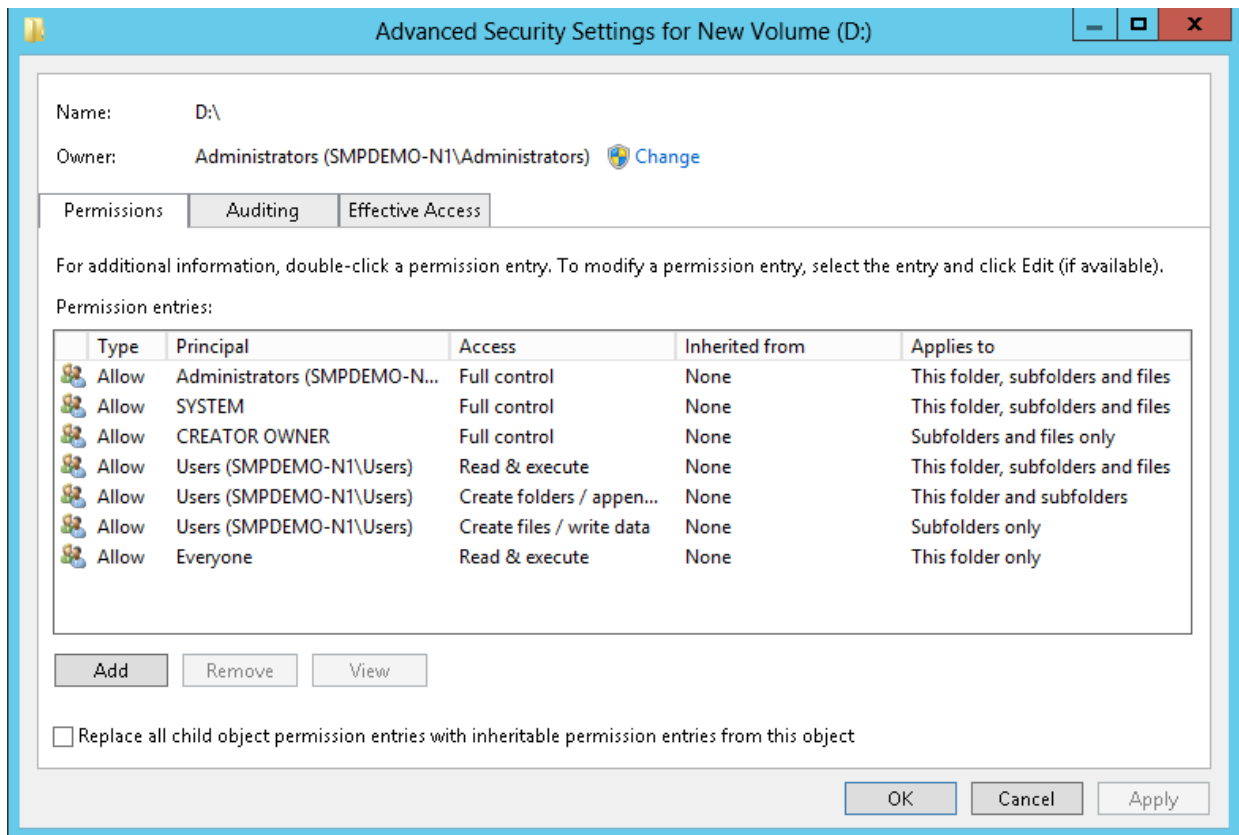 Advanced Security Settings for New Volume (D:)
Name: D:\
Owner: Administrators (SMPDEMO-N1\Administrators) Change
Permissions Auditing Effective Access
For additional information, double-click a permission entry. To modify a permission entry, select the entry and click Edit (if available).
Permission entries:
Type Principal Access Inherited from Applies to
Allow Administrators (SMPDEMO-N... Full control None This folder, subfolders and files
Allow SYSTEM Full control None This folder, subfolders and files
Allow CREATOR OWNER Full control None Subfolders and files only
Allow Users (SMPDEMO-N1\Users) Read & execute None This folder, subfolders and files
Allow Users (SMPDEMO-N1\Users) Create folders / appen... None This folder and subfolders
Allow Users (SMPDEMO-N1\Users) Create files / write data None Subfolders only
Allow Everyone Read & execute None This folder only
Add Remove View
Replace all child object permission entries with inheritable permission entries from this object
OK Cancel Apply